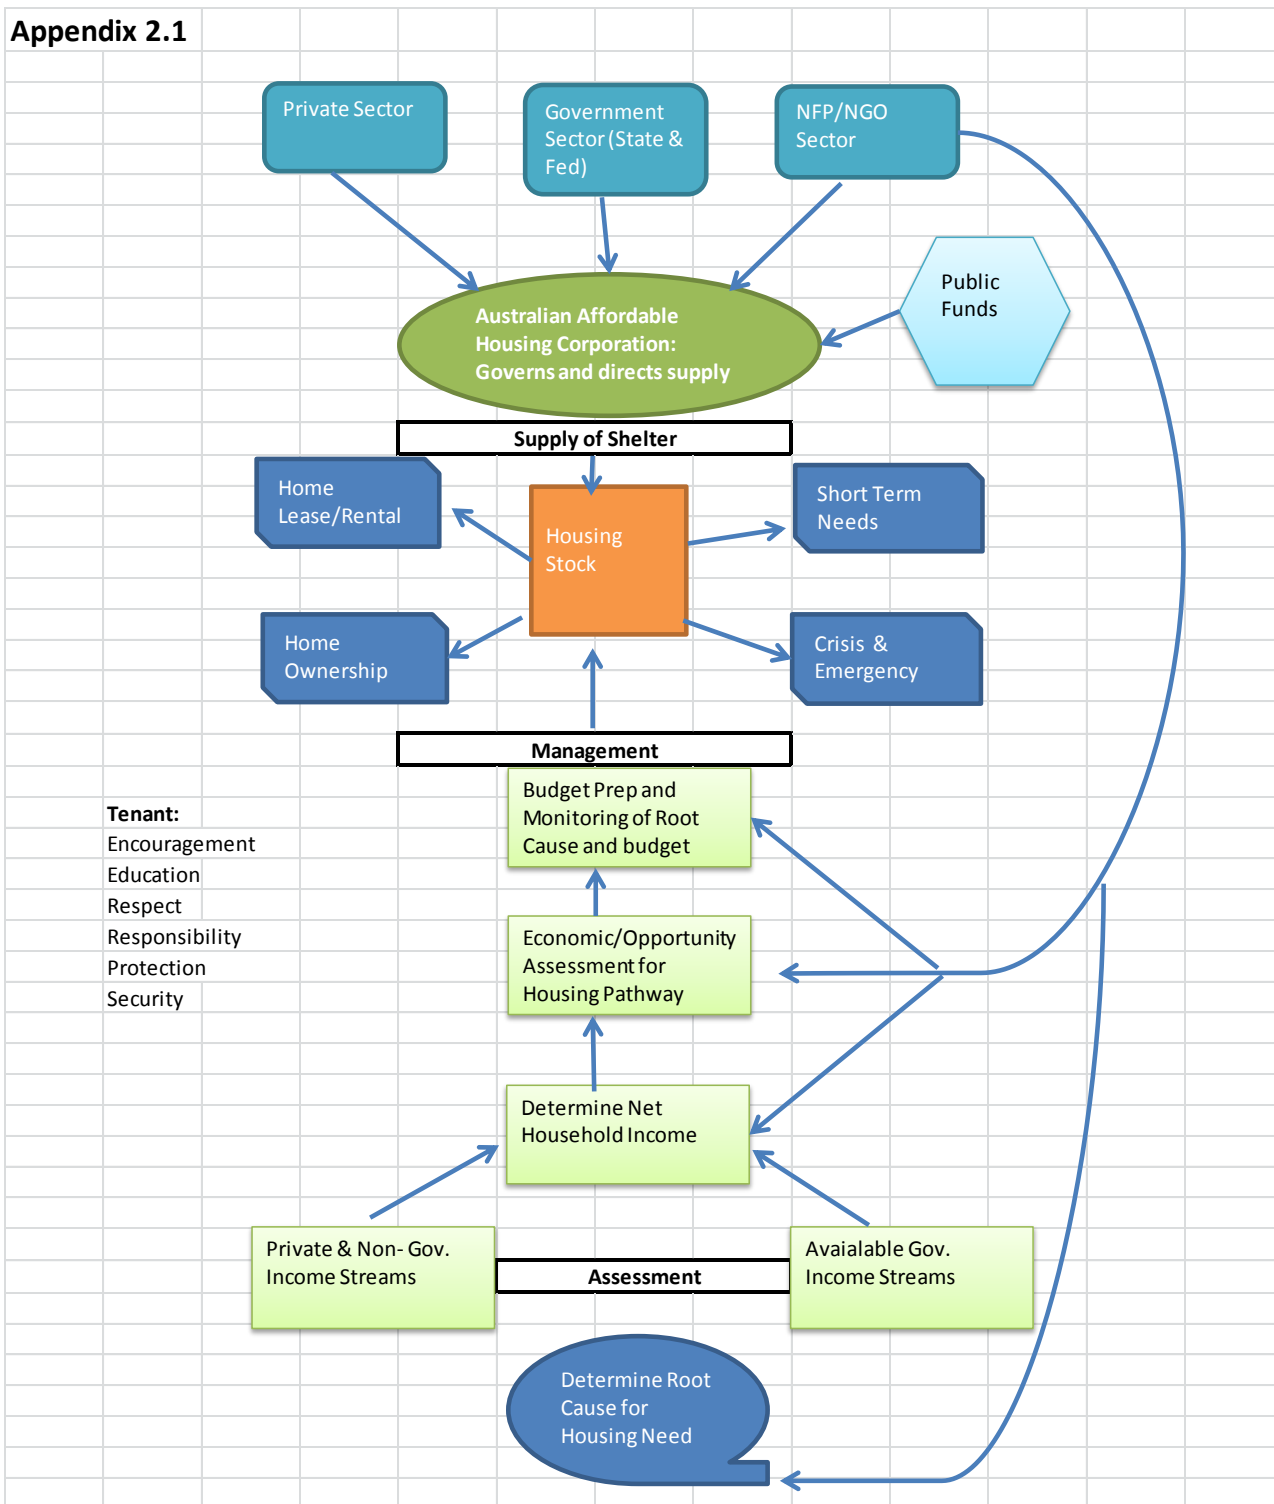 Appendix 2.1
Private Sector
Government
Sector (State &
Fed)
NFP/NGO
Sector
Public
Funds
Australian Affordable
Housing Corporation:
Governs and directs supply
Supply of Shelter
Home
Lease/Rental
Short Term
Needs
Housing
Stock
Home
Ownership
Crisis & 
Emergency
Management
Budget Prep and
Monitoring of Root
Cause and budget
Tenant:
Encouragement
Education
Respect
Responsibility
Protection
Security
Economic/Opportunity
Assessment for
Housing Pathway
Determine Net
Household Income
Private & Non- Gov.
Income Streams
Assessment
Avaialable Gov.
Income Streams
Determine Root
Cause for
Housing Need